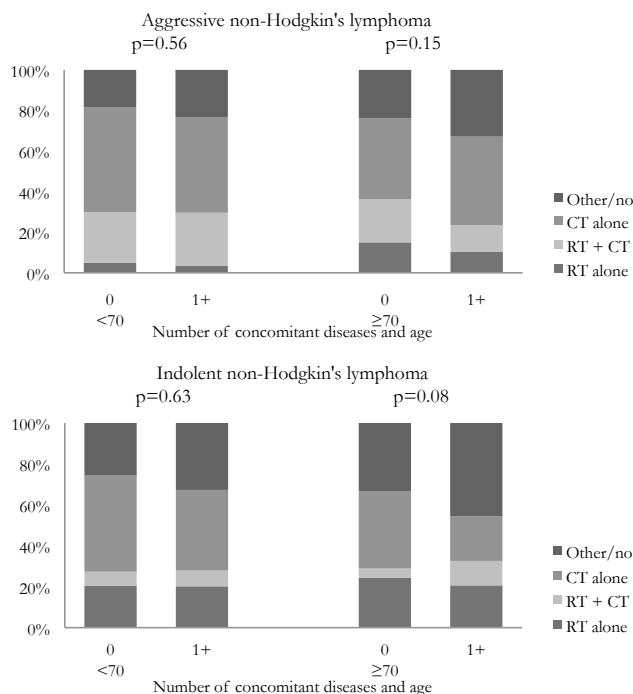 Aggressive non-Hodgkin's lymphoma
p=0.56 p=0.15
100%
80%
60%
40%
20%
0%
Other/no
CT alone
RT + CT
RT alone
0 1+ 0 1+
<70 ≥70
Number of concomitant diseases and age
Indolent non-Hodgkin's lymphoma
p=0.63 p=0.08
100%
80%
60%
40%
20%
0%
Other/no
CT alone
RT + CT
RT alone
0 1+ 0 1+
<70 ≥70
Number of concomitant diseases and age